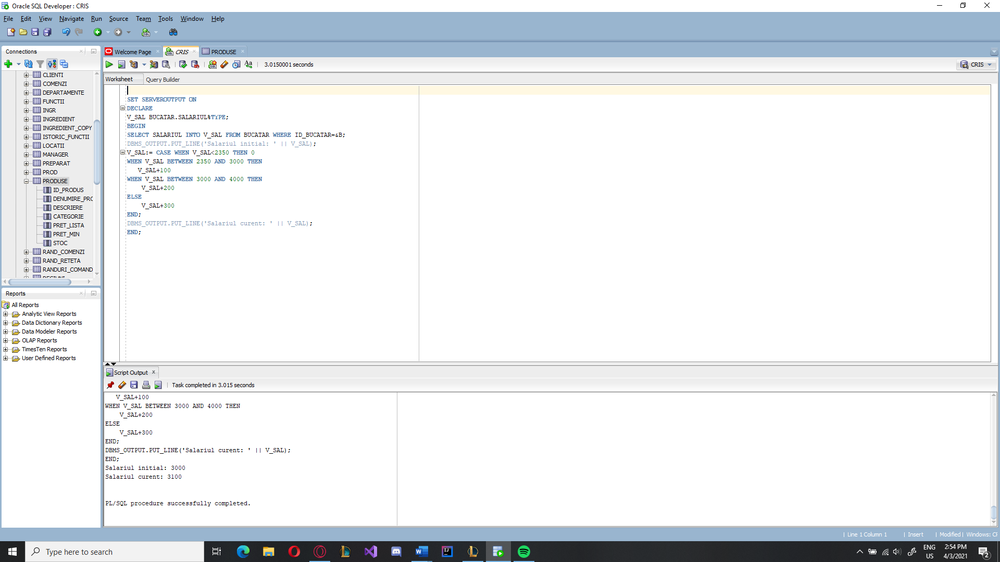 Oracle SQL Developer : CRIS
File Edit View Navigate Run Source Team Tools Window Help
Connections
Welcome Page
CRIS
PRODUSE
3.0150001 seconds
CRIS
Worksheet
Query Builder
CLIENTI
COMENZI
DEPARTAMENTE
FUNCTII
INGR
INGREDIENT
INGREDIENT_COPY
ISTORIC_FUNCTII
LOCATII
MANAGER
PREPARAT
PROD
PRODUSE
ID_PRODUS
DENUMIRE_PRO
DESCRIERE
CATEGORIE
PRET_LISTA
PRET_MIN
STOC
RAND_COMENZI
RAND_RETETA
RANDURI_COMAND
REGIUNI
SET SERVEROUTPUT ON
DECLARE
V_SAL BUCATAR.SALARIUL%TYPE;
BEGIN
SELECT SALARIUL INTO V_SAL FROM BUCATAR WHERE ID_BUCATAR=&B;
DBMS_OUTPUT.PUT_LINE('Salariul initial: ' || V_SAL);
V_SAL:= CASE WHEN V_SAL<2350 THEN 0
WHEN V_SAL BETWEEN 2350 AND 3000 THEN
V_SAL+100
WHEN V_SAL BETWEEN 3000 AND 4000 THEN
V_SAL+200
ELSE
V_SAL+300
END;
DBMS_OUTPUT.PUT_LINE('Salariul curent: ' || V_SAL);
END;
Reports
All Reports
Analytic View Reports
Data Dictionary Reports
Data Modeler Reports
OLAP Reports
TimesTen Reports
User Defined Reports
Script Output
Task completed in 3.015 seconds
V_SAL+100
WHEN V_SAL BETWEEN 3000 AND 4000 THEN
V_SAL+200
ELSE
V_SAL+300
END;
DBMS_OUTPUT.PUT_LINE('Salariul curent: ' || V_SAL);
END;
Salariul initial: 3000
Salariul curent: 3100
PL/SQL procedure successfully completed.
Line 1 Column 1 | Insert | Modified | Windows: CF
Type here to search
ENG
US
2:54 PM
4/3/2021
2